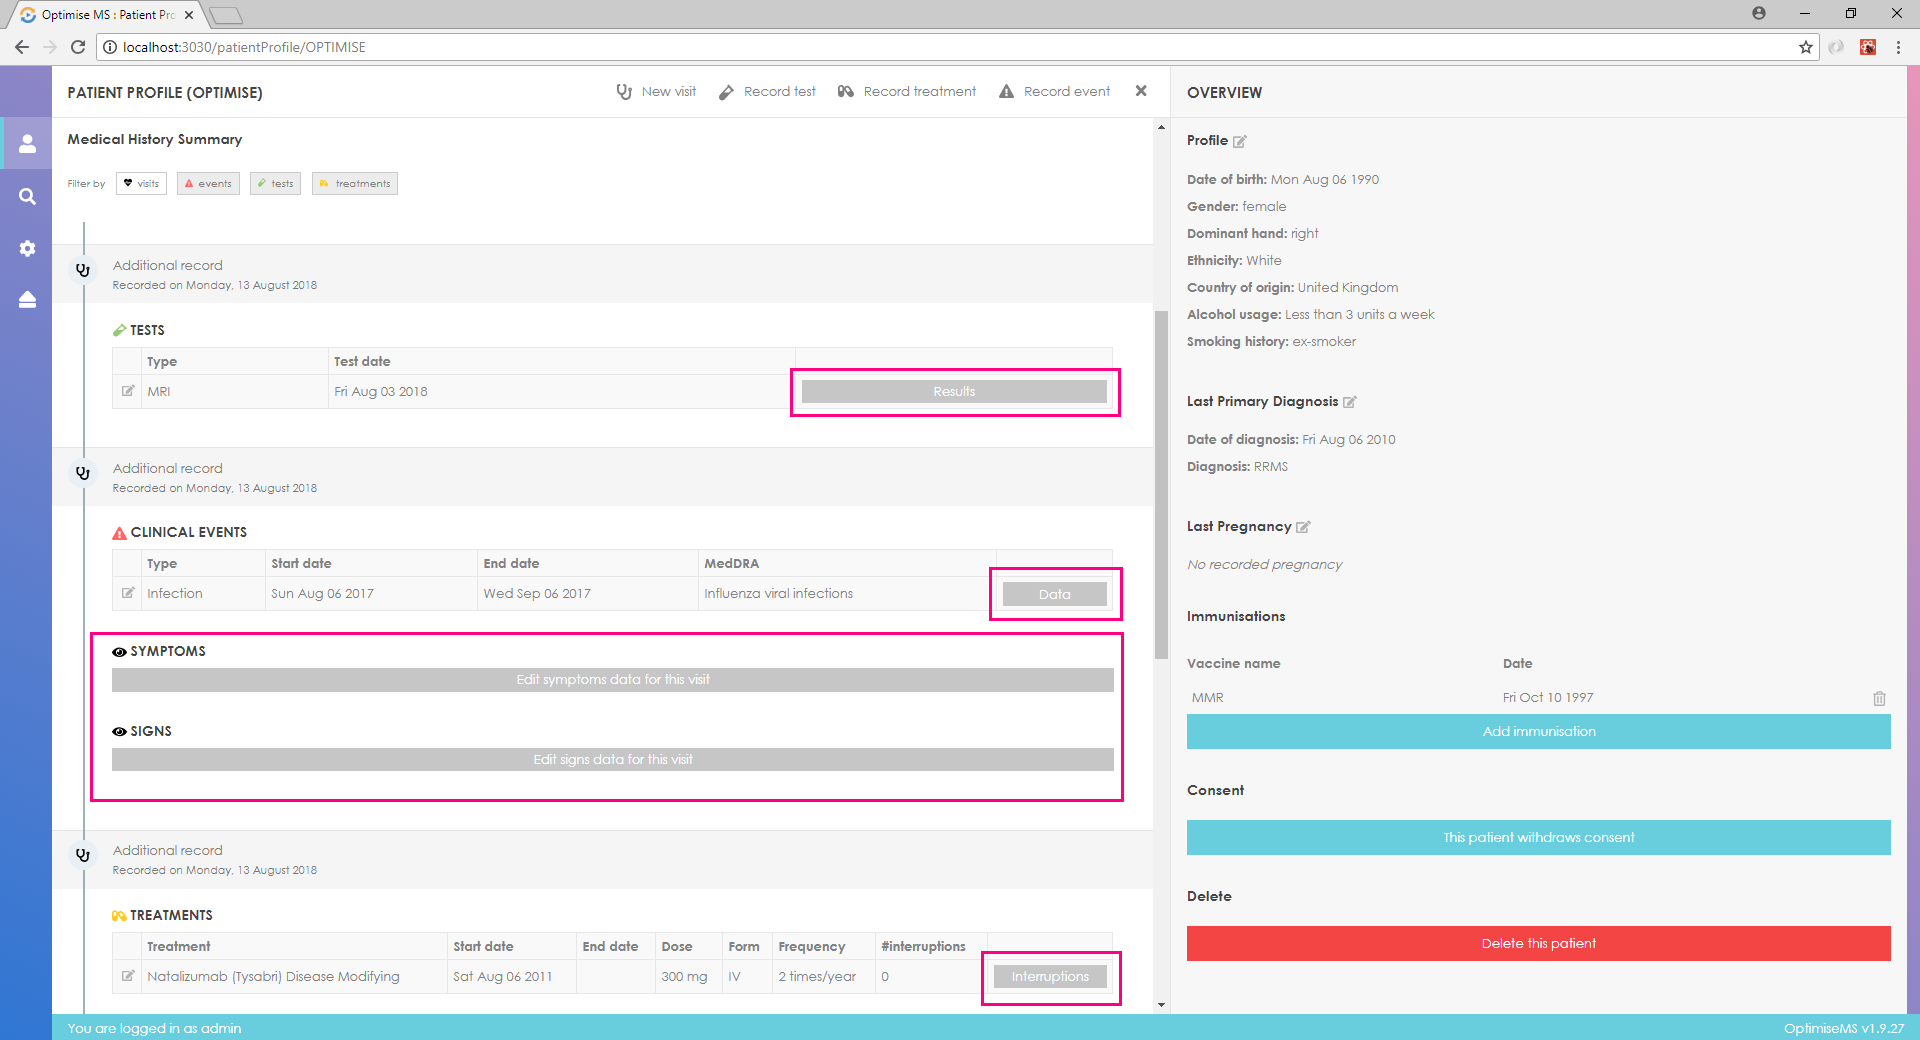 Optimise MS : Patient Pro
localhost:3030/patientProfile/OPTIMISE
PATIENT PROFILE (OPTIMISE)
New visit
Record test
Record treatment
Record event
Medical History Summary
Filter by visits events tests treatments
Additional record
Recorded on Monday, 13 August 2018
TESTS
Type Test date
MRI Fri Aug 03 2018 Results
Additional record
Recorded on Monday, 13 August 2018
CLINICAL EVENTS
Type Start date End date MedDRA
Infection Sun Aug 06 2017 Wed Sep 06 2017 Influenza viral infections Data
SYMPTOMS
Edit symptoms data for this visit
SIGNS
Edit signs data for this visit
Additional record
Recorded on Monday, 13 August 2018
TREATMENTS
Treatment Start date End date Dose Form Frequency #interruptions
Natalizumab (Tysabri) Disease Modifying Sat Aug 06 2011 300 mg IV 2 times/year 0 Interruptions
OVERVIEW
Profile
Date of birth: Mon Aug 06 1990
Gender: female
Dominant hand: right
Ethnicity: White
Country of origin: United Kingdom
Alcohol usage: Less than 3 units a week
Smoking history: ex-smoker
Last Primary Diagnosis
Date of diagnosis: Fri Aug 06 2010
Diagnosis: RRMS
Last Pregnancy
No recorded pregnancy
Immunisations
Vaccine name Date
MMR Fri Oct 10 1997
Add immunisation
Consent
This patient withdraws consent
Delete
Delete this patient
You are logged in as admin
OptimiseMS v1.9.27